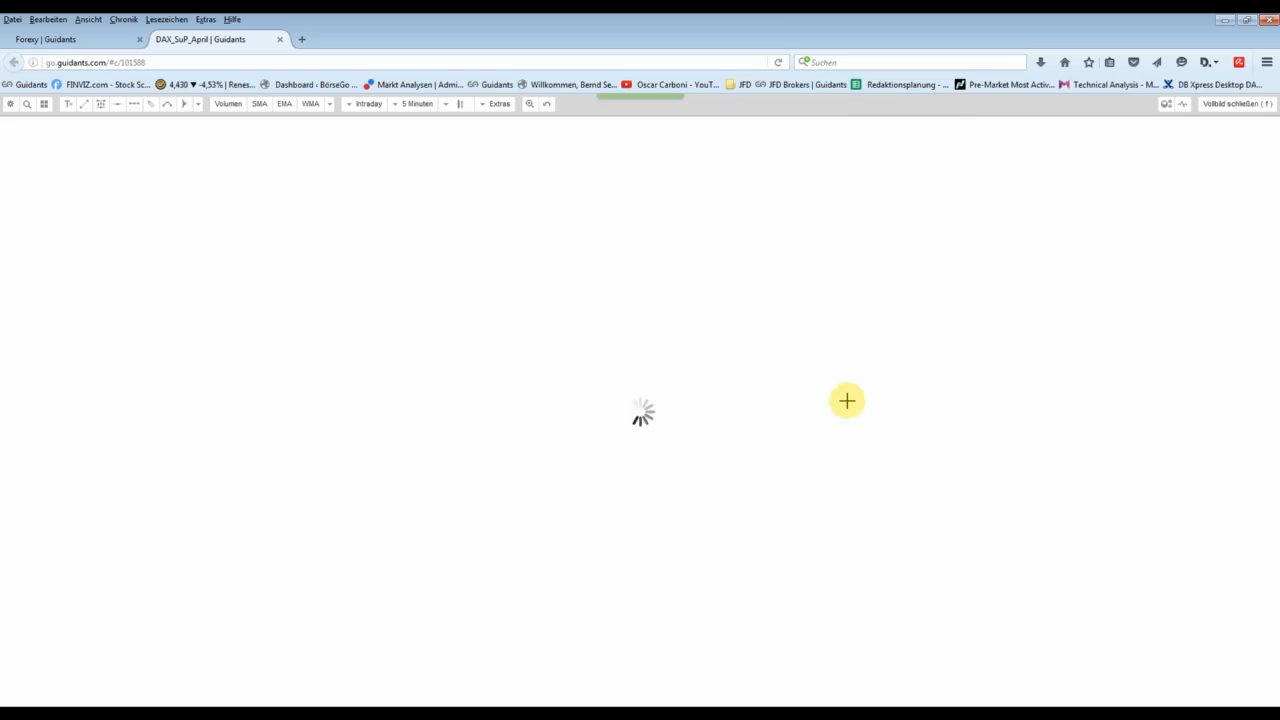 Datei Bearbeiten Ansicht Chronik Lesezeichen Extras Hilfe
Forexy | Guidants DAX_SuP_April | Guidants
go.guidants.com/#c/101588 Suchen
Guidants FINVIZ.com - Stock Sc... 4,430 ▼ -4,53% | Renes... Dashboard ‹ BörseGo ... Markt Analysen | Admi... Guidants Willkommen, Bernd Se... Oscar Carboni - YouT... JFD JFD Brokers | Guidants Redaktionsplanung - ... Pre-Market Most Activ... Technical Analysis - M... DB Xpress Desktop DA...
Volumen SMA EMA WMA Intraday 5 Minuten Extras Vollbild schließen ( f )